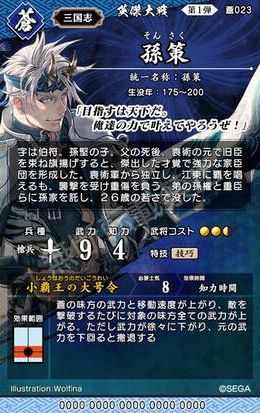 蒼
三国志
英傑大戦
第1弾
蒼023
そん さく
孫策
統一名称:孫策
生没年:175～200
「目指すは天下だ。
俺達の力で叶えてやろうぜ!」
字は伯符。孫堅の子。父の死後、袁術の元で旧臣
を束ね旗揚げすると、傑出した才覚で強力な家臣
団を形成した。袁術軍から独立し、江東に覇を唱
えるも、襲撃を受け重傷を負う。弟の孫権と重臣
らに孫家を託し、26歳の若さで没した。
兵種 武力 知力 武将コスト
槍兵 9 4 特技 技巧
しょうはおうのだいごうれい 必要士気 効果時間
小覇王の大号令 8 知力時間
効果範囲
蒼の味方の武力と移動速度が上がり、敵を
撃破するたびに対象の味方全ての武力が上
がる。ただし武力が徐々に下がり、元の武
力を下回ると撤退する
Illustration:Wolfina
©SEGA
0000-0000-0000-0000-0000